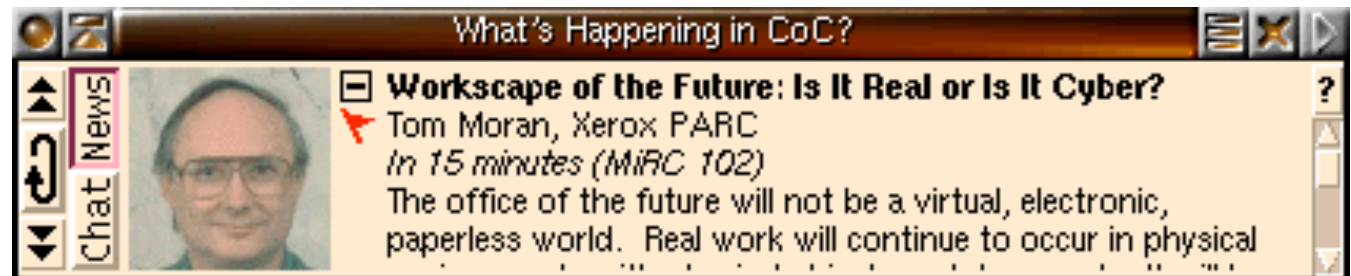 What's Happening in CoC?
News
Chat
Workscape of the Future: Is It Real or Is It Cyber?
?
Tom Moran, Xerox PARC
In 15 minutes (MiRC 102)
The office of the future will not be a virtual, electronic,
paperless world. Real work will continue to occur in physical